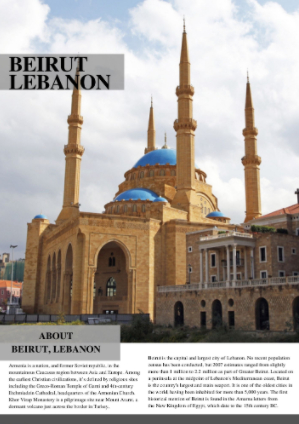 BEIRUT
LEBANON
ABOUT
BEIRUT, LEBANON
Armenia is a nation, and former Soviet republic, in the
mountainous Caucasus region between Asia and Europe. Among
the earliest Christian civilizations, it's defined by religious sites
including the Greco-Roman Temple of Garni and 4th-century
Etchmiadzin Cathedral, headquarters of the Armenian Church.
Khor Virap Monastery is a pilgrimage site near Mount Ararat, a
dormant volcano just across the border in Turkey.
Beirut is the capital and largest city of Lebanon. No recent population
census has been conducted, but 2007 estimates ranged from slightly
more than 1 million to 2.2 million as part of Greater Beirut. Located on
a peninsula at the midpoint of Lebanon's Mediterranean coast, Beirut
is the country's largest and main seaport. It is one of the oldest cities in
the world, having been inhabited for more than 5,000 years. The first
historical mention of Beirut is found in the Amarna letters from
the New Kingdom of Egypt, which date to the 15th century BC.